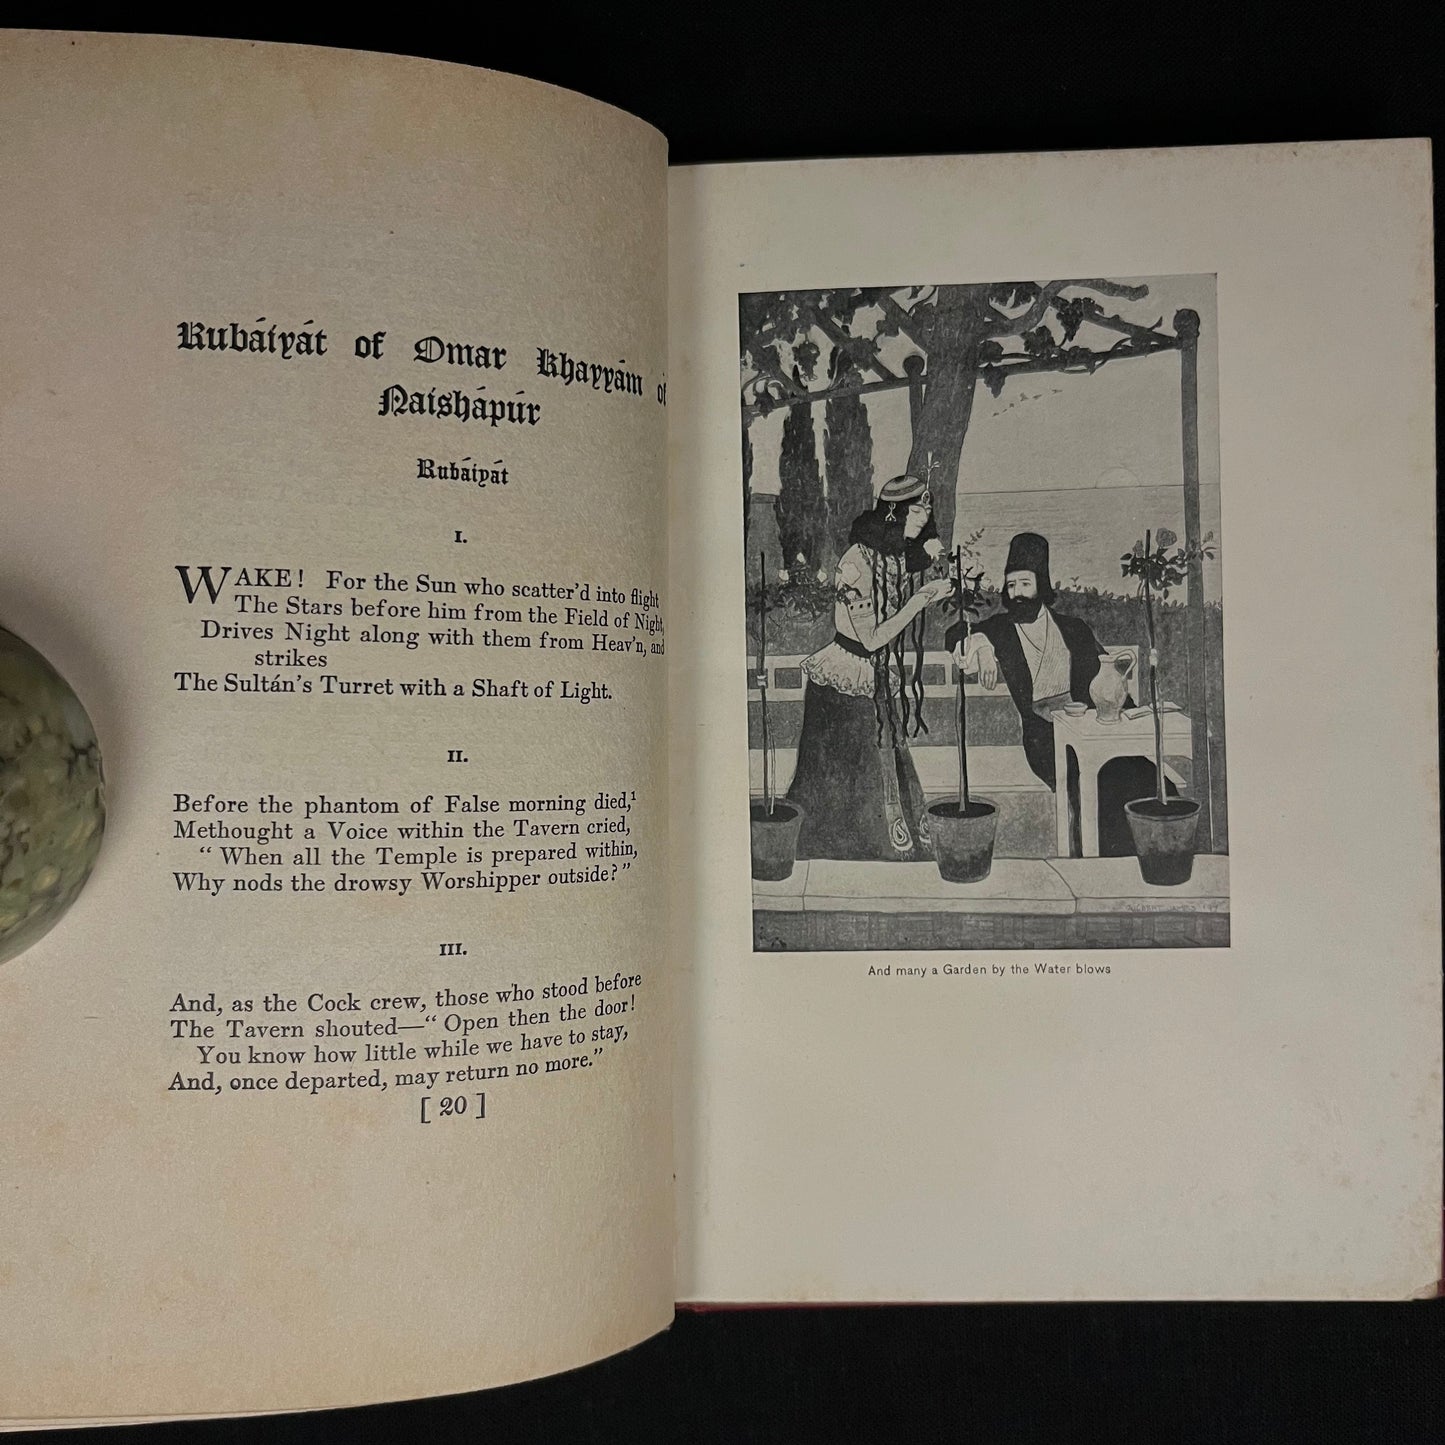 Rubáiyát of Omar Khayyám of
Naishápúr
Rubáiyát
I.
WAKE! For the Sun who scatter'd into flight
The Stars before him from the Field of Night,
Drives Night along with them from Heav'n, and
strikes
The Sultán's Turret with a Shaft of Light.
II.
Before the phantom of False morning died,¹
Methought a Voice within the Tavern cried,
“ When all the Temple is prepared within,
Why nods the drowsy Worshipper outside?”
III.
And, as the Cock crew, those who stood before
The Tavern shouted—“ Open then the door!
You know how little while we have to stay,
And, once departed, may return no more.”
[ 20 ]
GILBERT JAMES
And many a Garden by the Water blows